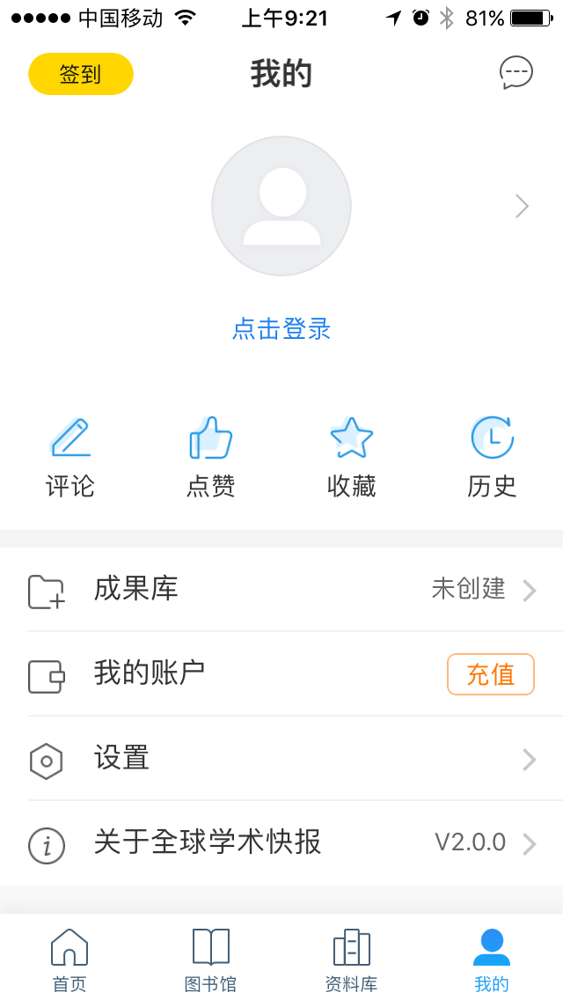 中国移动 上午9:21 81%
签到 我的
点击登录
评论 点赞 收藏 历史
成果库 未创建
我的账户 充值
设置
关于全球学术快报 V2.0.0
首页 图书馆 资料库 我的